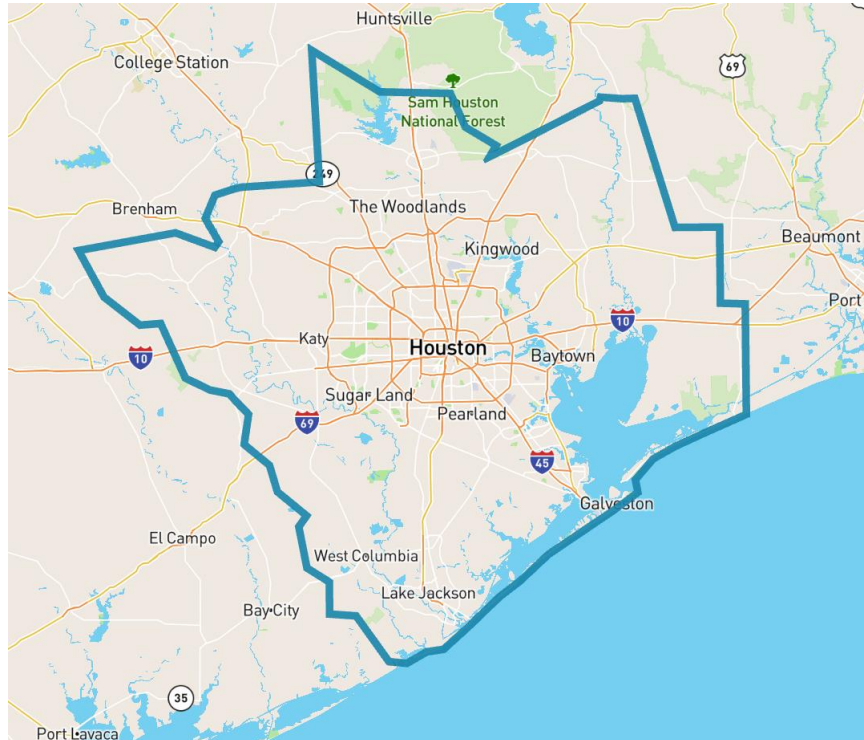 Huntsville
College Station
69
Sam Houston
National Forest
249
Brenham
The Woodlands
Beaumont
Kingwood
Port
10
Katy
Houston
Baytown
10
Sugar Land
Pearland
69
45
Galveston
El Campo
West Columbia
Lake Jackson
Bay City
35
Port Lavaca